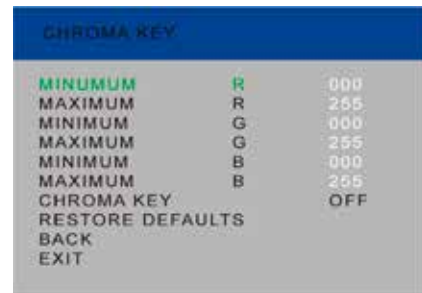 CHROMA KEY
MINUMUM R 000
MAXIMUM R 255
MINIMUM G 000
MAXIMUM G 255
MINIMUM B 000
MAXIMUM B 255
CHROMA KEY OFF
RESTORE DEFAULTS
BACK
EXIT